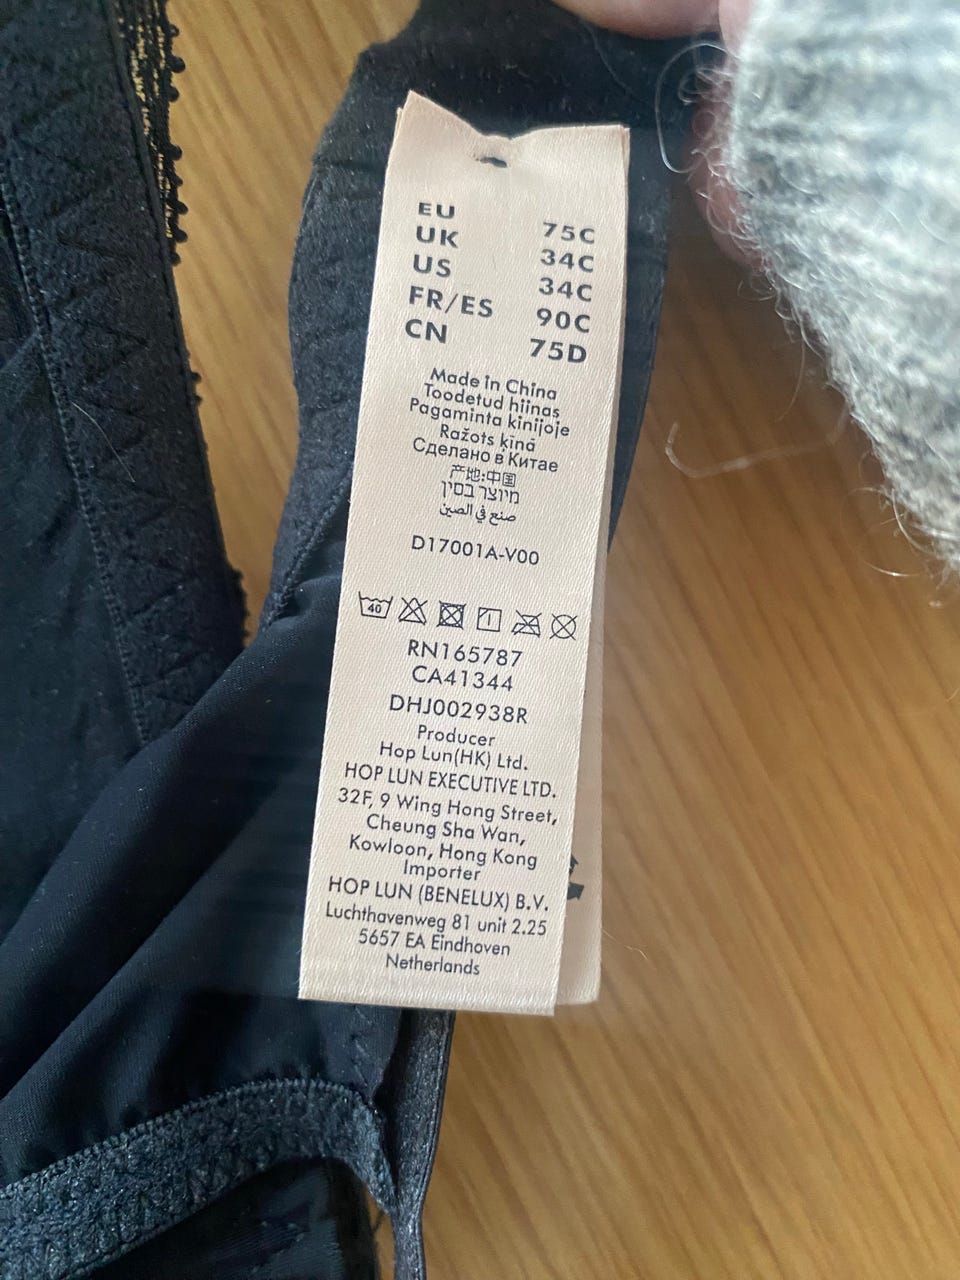 EU 75C
UK 34C
US 34C
FR/ES 90C
CN 75D
Made in China
Toodetud hiinas
Pagaminta kinijoje
Ražots ķīnā
Сделано в Китае
产地:中国
מיוצר בסין
صنع في الصين
D17001A-V00
40
RN165787
CA41344
DHJ002938R
Producer
Hop Lun(HK) Ltd.
HOP LUN EXECUTIVE LTD.
32F, 9 Wing Hong Street,
Cheung Sha Wan,
Kowloon, Hong Kong
Importer
HOP LUN (BENELUX) B.V.
Luchthavenweg 81 unit 2.25
5657 EA Eindhoven
Netherlands